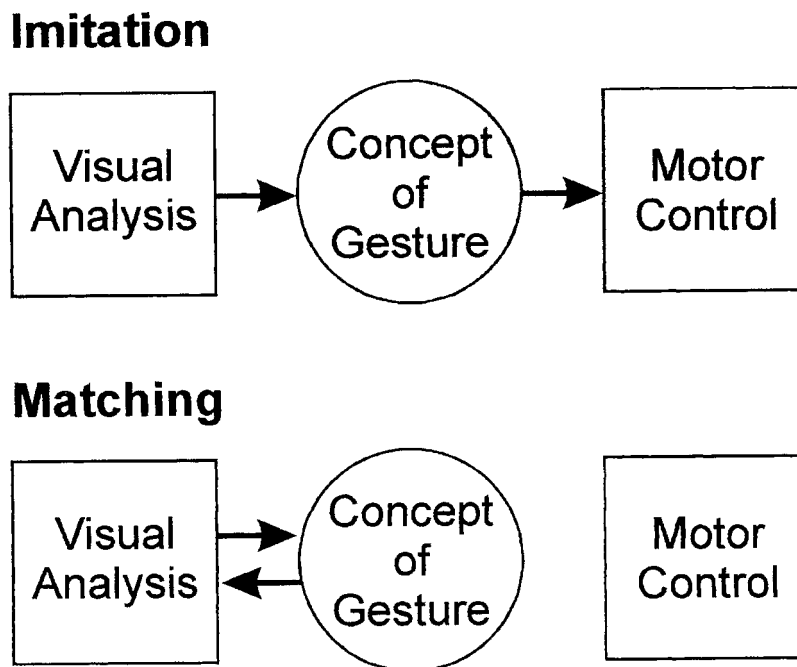 Imitation
Visual
Analysis
Concept
of
Gesture
Motor
Control
Matching
Visual
Analysis
Concept
of
Gesture
Motor
Control